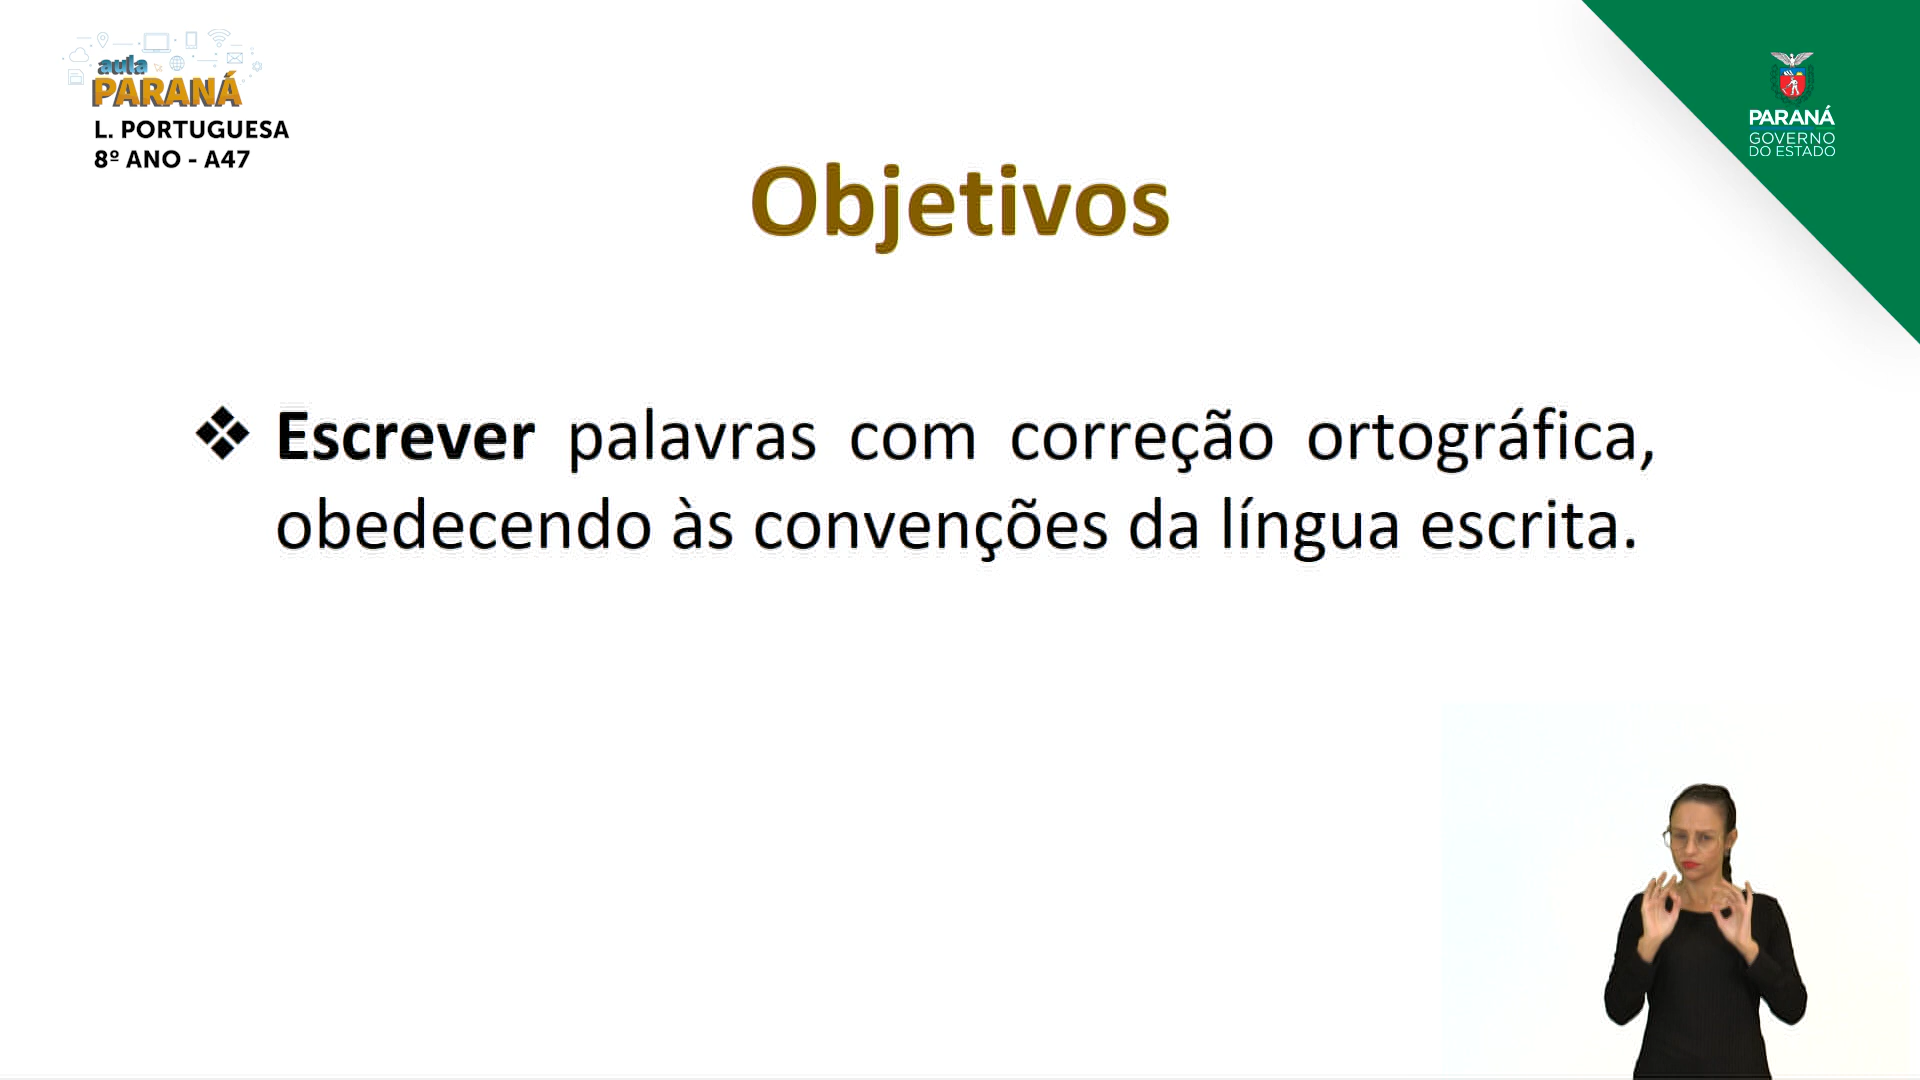 aula
PARANÁ
L. PORTUGUESA
8º ANO - A47
PARANÁ
GOVERNO
DO ESTADO
Objetivos
❖ Escrever palavras com correção ortográfica,
obedecendo às convenções da língua escrita.